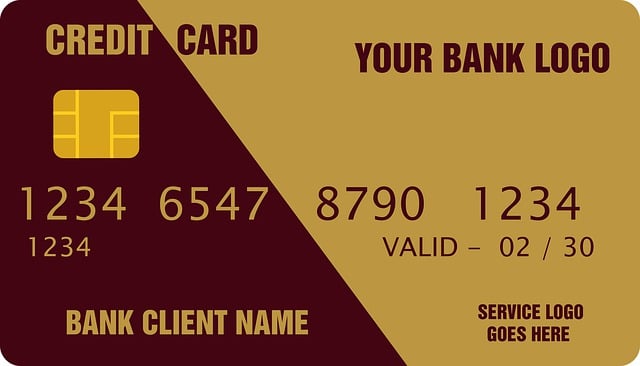 CREDIT CARD
YOUR BANK LOGO
1234 6547 8790 1234
1234
VALID – 02 / 30
BANK CLIENT NAME
SERVICE LOGO
GOES HERE